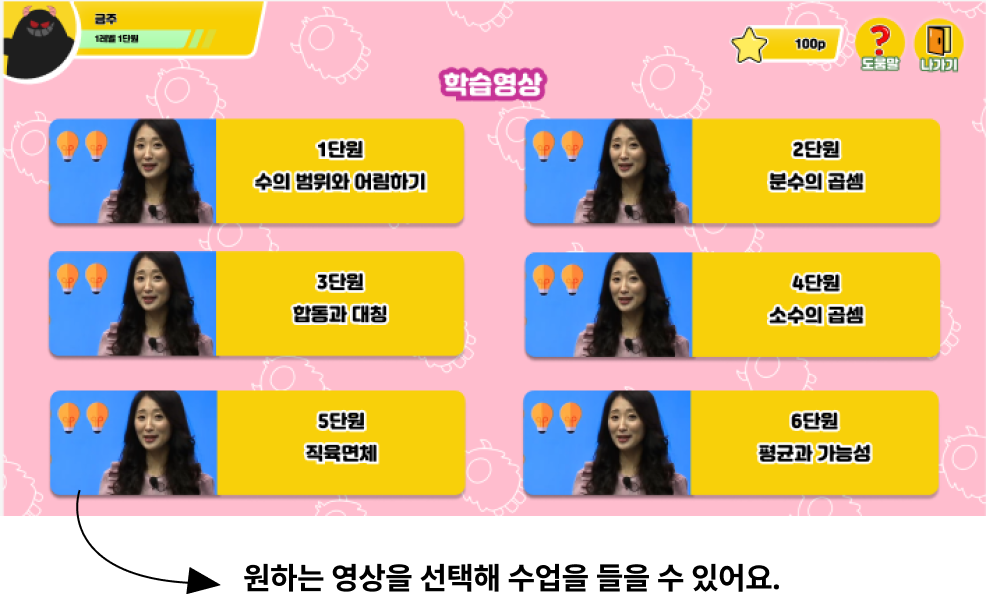 금주
1레벨 1단원
100p
도움말
나가기
학습영상
1단원
수의 범위와 어림하기
2단원
분수의 곱셈
3단원
합동과 대칭
4단원
소수의 곱셈
5단원
직육면체
6단원
평균과 가능성
원하는 영상을 선택해 수업을 들을 수 있어요.